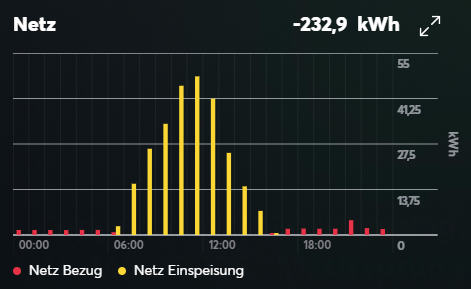 Netz
-232,9 kWh
55
41,25
27,5
13,75
0
kWh
00:00 06:00 12:00 18:00
Netz Bezug Netz Einspeisung